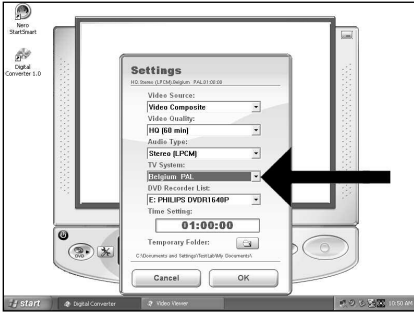 Nero
StartSmart
Digital
Converter 1.0
Settings
HQ Stereo (LPCM) Belgium PAL 01:00:00
Video Source:
Video Composite
Video Quality:
HQ (60 min)
Audio Type:
Stereo (LPCM)
TV System:
Belgium PAL
DVD Recorder List:
E: PHILIPS DVDR1640P
Time Setting:
01:00:00
Temporary Folder:
C:\Documents and Settings\TestLab\My Documents\
Cancel
OK
DVD
start
Digital Converter
Video Viewer
10:50 AM